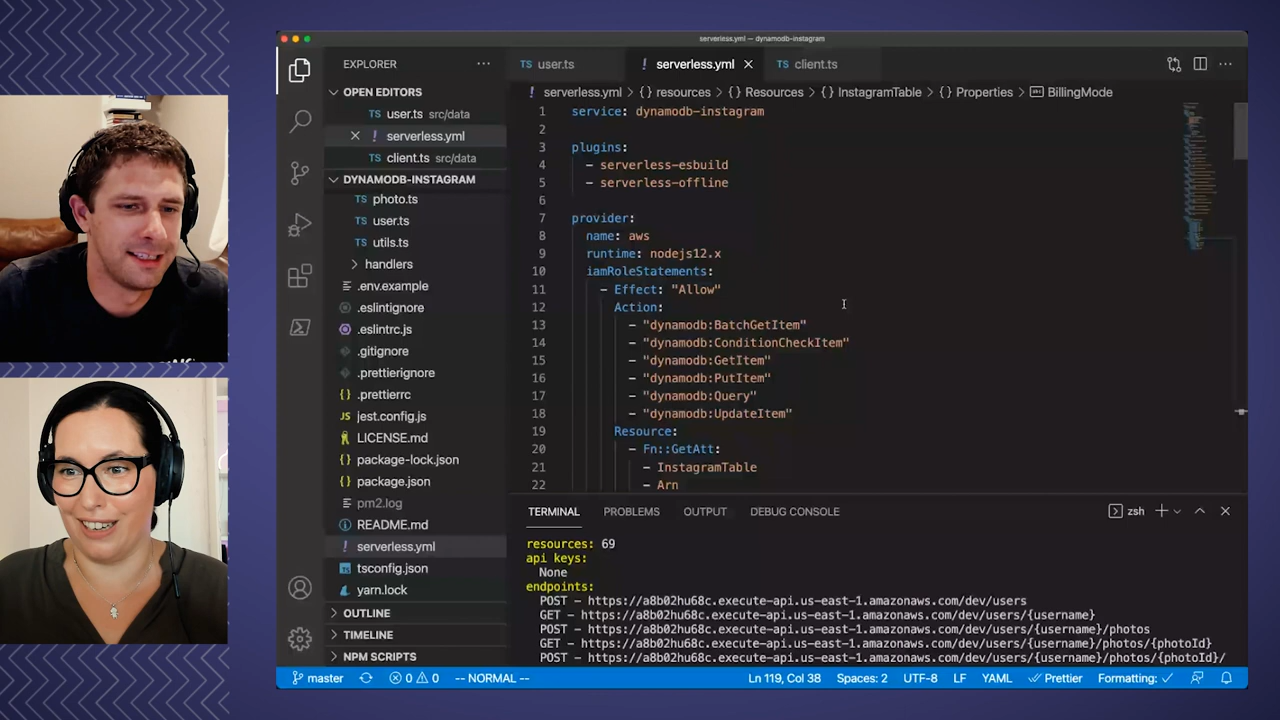 serverless.yml — dynamodb-instagram
EXPLORER
user.ts
serverless.yml
TS client.ts
OPEN EDITORS
user.ts src/data
serverless.yml
client.ts src/data
DYNAMODB-INSTAGRAM
photo.ts
user.ts
utils.ts
handlers
.env.example
.eslintignore
.eslintrc.js
.gitignore
.prettierignore
.prettierrc
jest.config.js
LICENSE.md
package-lock.json
package.json
pm2.log
README.md
serverless.yml
tsconfig.json
yarn.lock
OUTLINE
TIMELINE
NPM SCRIPTS
! serverless.yml > {} resources > {} Resources > {} InstagramTable > {} Properties > BillingMode
1 service: dynamodb-instagram
2
3 plugins:
4 - serverless-esbuild
5 - serverless-offline
6
7 provider:
8 name: aws
9 runtime: nodejs12.x
10 iamRoleStatements:
11 - Effect: "Allow"
12 Action:
13 - "dynamodb:BatchGetItem"
14 - "dynamodb:ConditionCheckItem"
15 - "dynamodb:GetItem"
16 - "dynamodb:PutItem"
17 - "dynamodb:Query"
18 - "dynamodb:UpdateItem"
19 Resource:
20 - Fn::GetAtt:
21 - InstagramTable
22 - Arn
TERMINAL PROBLEMS OUTPUT DEBUG CONSOLE zsh
resources: 69
api keys:
None
endpoints:
POST - https://a8b02hu68c.execute-api.us-east-1.amazonaws.com/dev/users
GET - https://a8b02hu68c.execute-api.us-east-1.amazonaws.com/dev/users/{username}
POST - https://a8b02hu68c.execute-api.us-east-1.amazonaws.com/dev/users/{username}/photos
GET - https://a8b02hu68c.execute-api.us-east-1.amazonaws.com/dev/users/{username}/photos/{photoId}
POST - https://a8b02hu68c.execute-api.us-east-1.amazonaws.com/dev/users/{username}/photos/{photoId}/
master 0 0 -- NORMAL -- Ln 119, Col 38 Spaces: 2 UTF-8 LF YAML Prettier Formatting: ✓